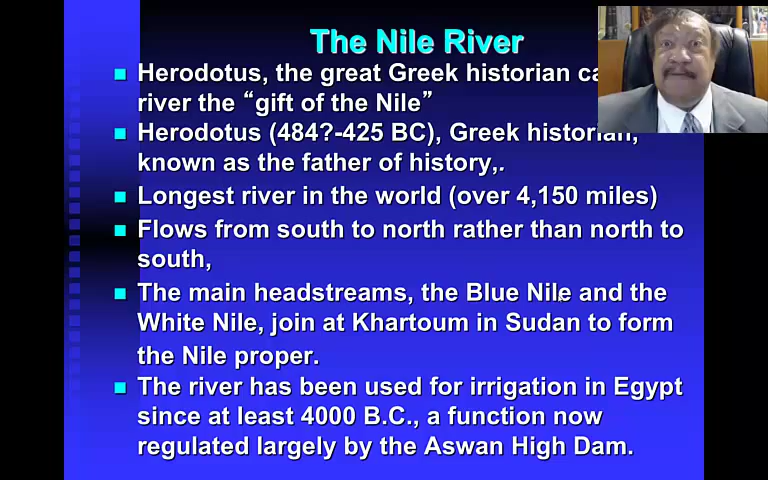 The Nile River
Herodotus, the great Greek historian
river the “gift of the Nile”
Herodotus (484?-425 BC), Greek historian,
known as the father of history,.
Longest river in the world (over 4,150 miles)
Flows from south to north rather than north to
south,
The main headstreams, the Blue Nile and the
White Nile, join at Khartoum in Sudan to form
the Nile proper.
The river has been used for irrigation in Egypt
since at least 4000 B.C., a function now
regulated largely by the Aswan High Dam.